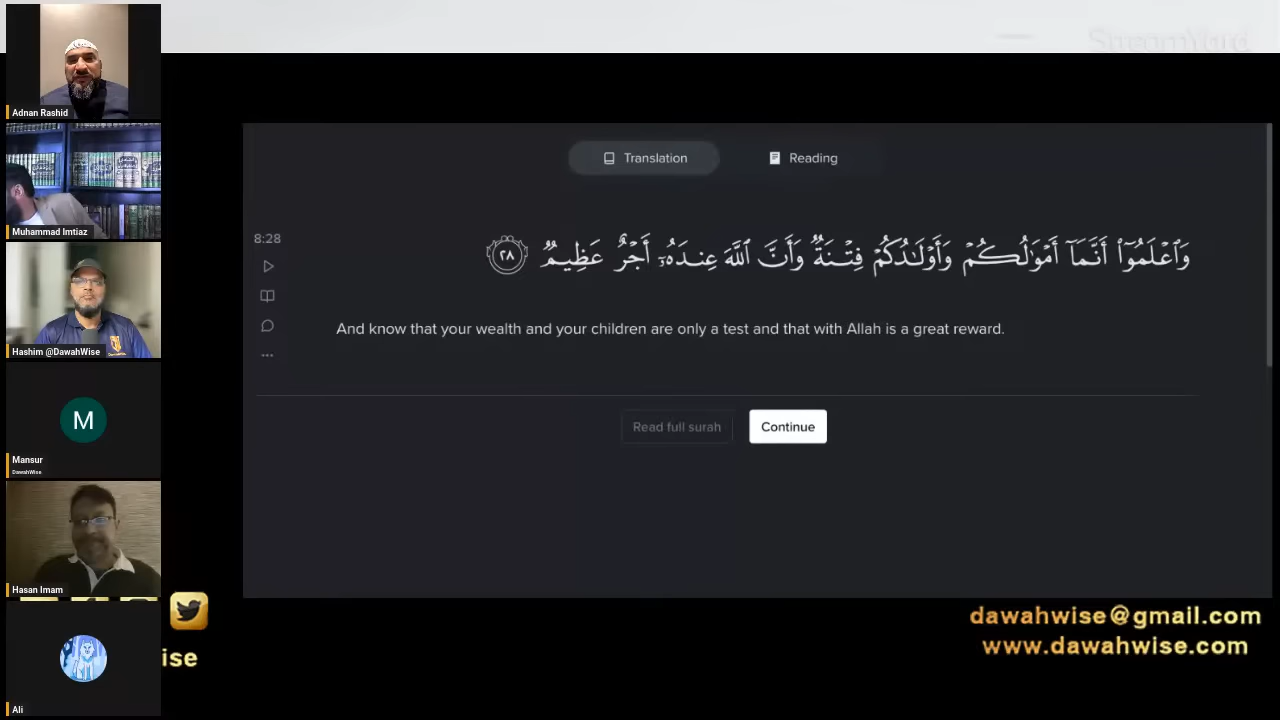 StreamYard
Adnan Rashid
Muhammad Imtiaz
Hashim @DawahWise
M
Mansur
DawahWise
Hasan Imam
Ali
ise
Translation
Reading
8:28
وَٱعْلَمُوٓا۟ أَنَّمَآ أَمْوَٰلُكُمْ وَأَوْلَـٰدُكُمْ فِتْنَةٌ وَأَنَّ ٱللَّهَ عِندَهُۥٓ أَجْرٌ عَظِيمٌ ٢٨
And know that your wealth and your children are only a test and that with Allah is a great reward.
Read full surah
Continue
dawahwise@gmail.com
www.dawahwise.com